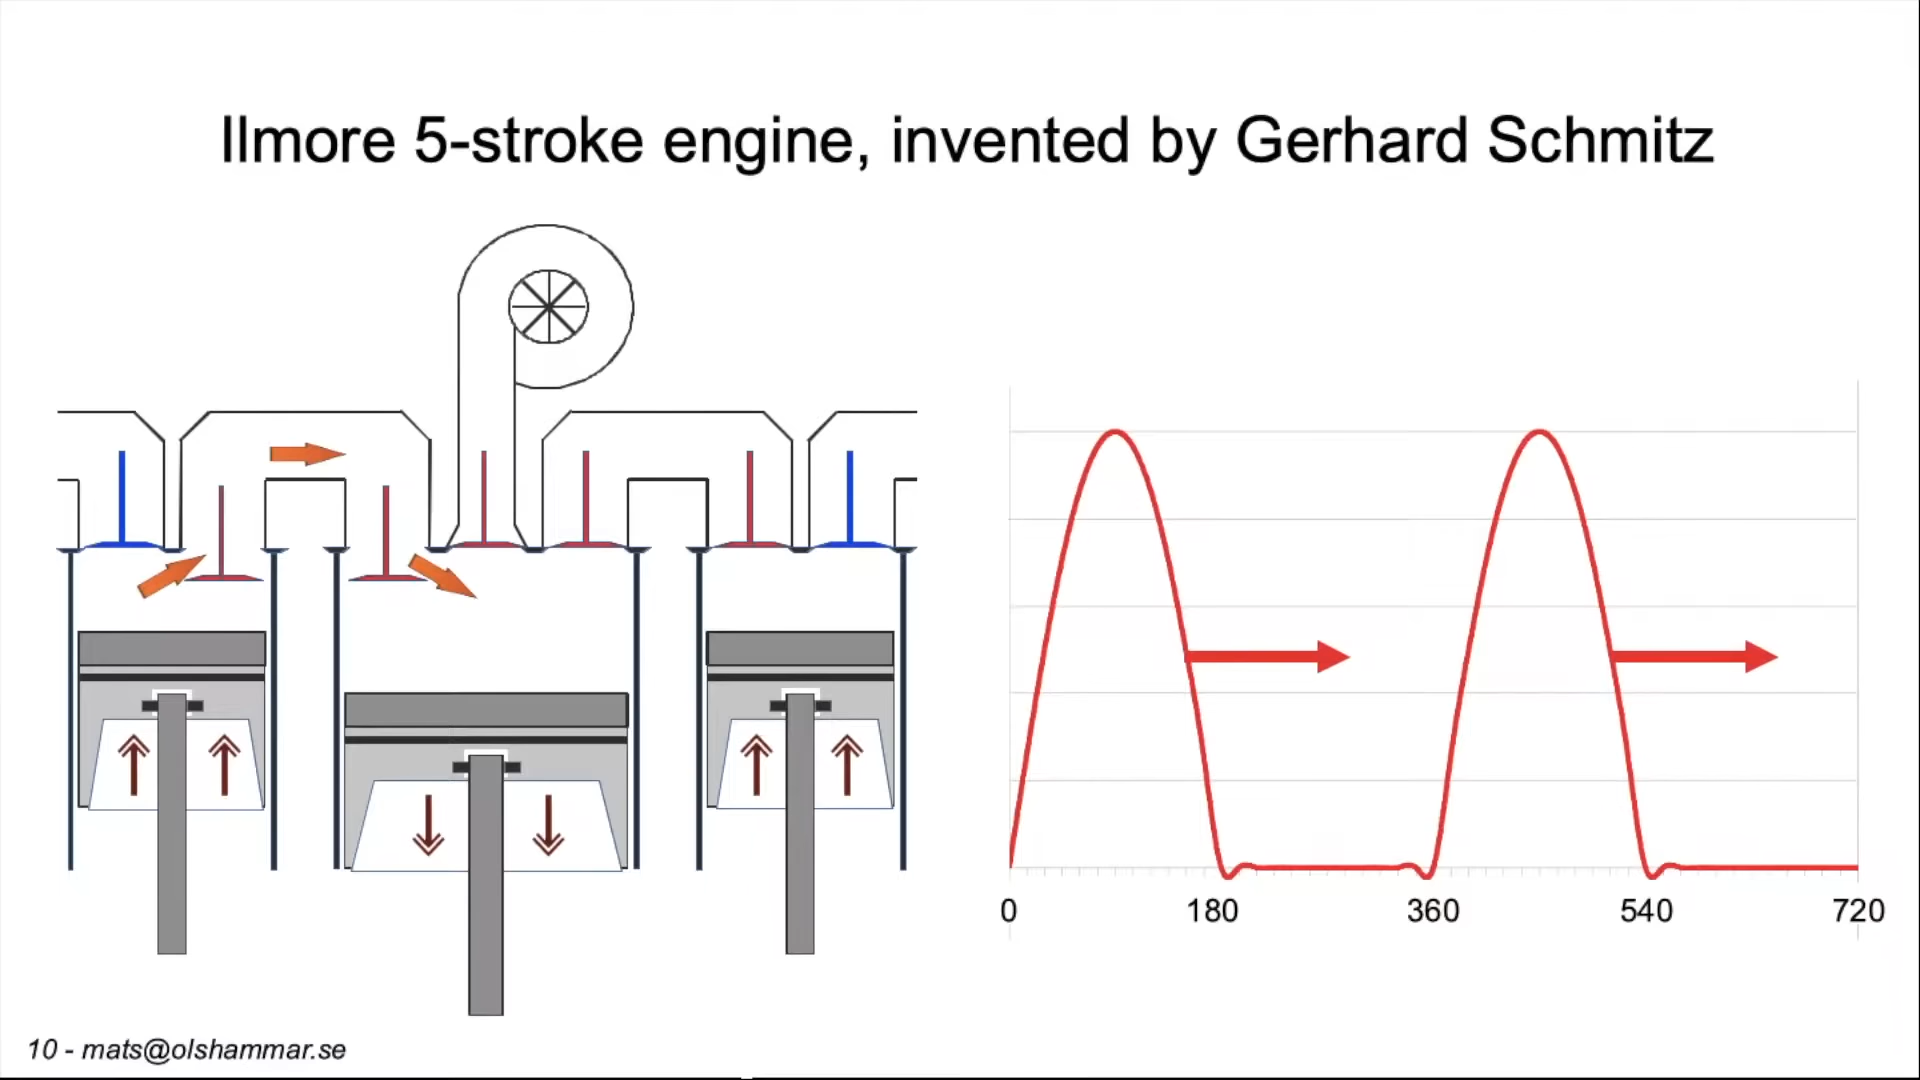 Ilmore 5-stroke engine, invented by Gerhard Schmitz
0 180 360 540 720
10 - mats@olshammar.se